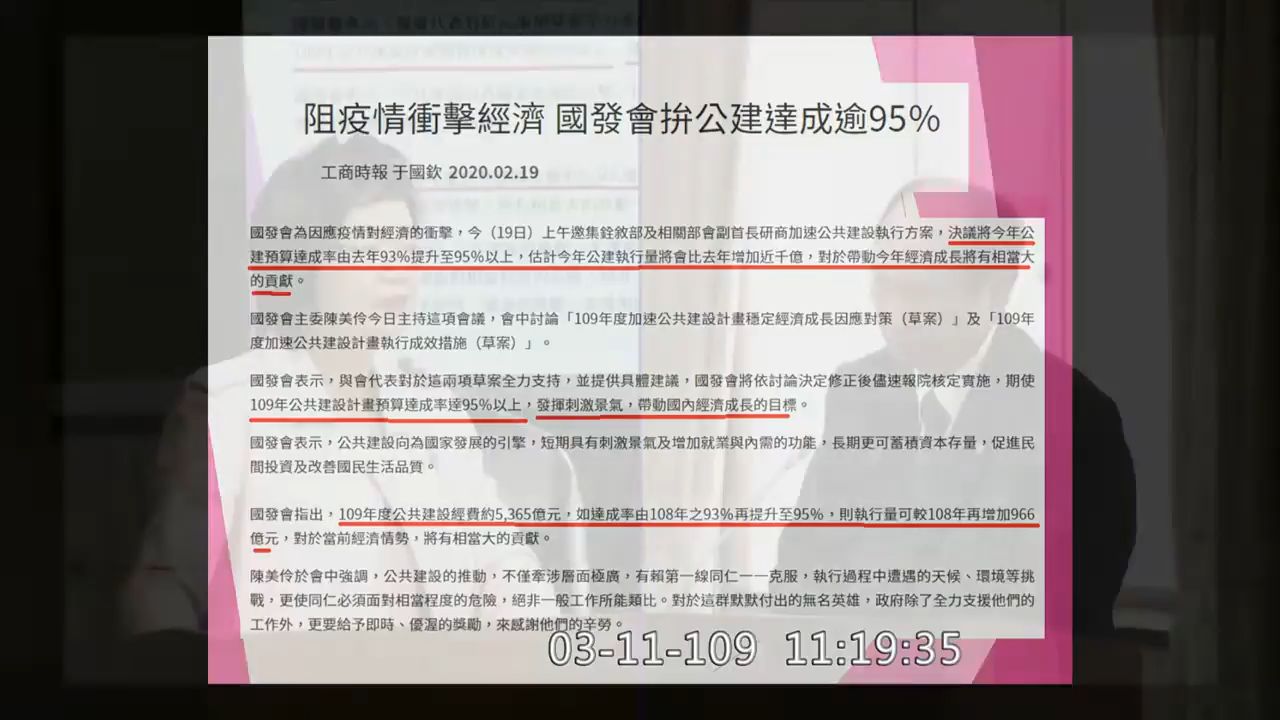 阻疫情衝擊經濟 國發會拚公建達成逾95%
工商時報 于國欽 2020.02.19
國發會為因應疫情對經濟的衝擊，今（19日）上午邀集銓敘部及相關部會副首長研商加速公共建設執行方案，決議將今年公
建預算達成率由去年93%提升至95%以上，估計今年公建執行量將會比去年增加近千億，對於帶動今年經濟成長將有相當大
的貢獻。
國發會主委陳美伶今日主持這項會議，會中討論「109年度加速公共建設計畫穩定經濟成長因應對策（草案）」及「109年
度加速公共建設計畫執行成效措施（草案）」。
國發會表示，與會代表對於這兩項草案全力支持，並提供具體建議，國發會將依討論決定修正後儘速報院核定實施，期使
109年公共建設計畫預算達成率達95%以上，發揮刺激景氣，帶動國內經濟成長的目標。
國發會表示，公共建設向為國家發展的引擎，短期具有刺激景氣及增加就業與內需的功能，長期更可蓄積資本存量，促進民
間投資及改善國民生活品質。
國發會指出，109年度公共建設經費約5,365億元，如達成率由108年之93%再提升至95%，則執行量可較108年再增加966
億元，對於當前經濟情勢，將有相當大的貢獻。
陳美伶於會中強調，公共建設的推動，不僅牽涉層面極廣，有賴第一線同仁一一克服，執行過程中遭遇的天候、環境等挑
戰，更使同仁必須面對相當程度的危險，絕非一般工作所能類比。對於這群默默付出的無名英雄，政府除了全力支援他們的
工作外，更要給予即時、優渥的獎勵，來感謝他們的辛勞。
03-11-109 11:19:35